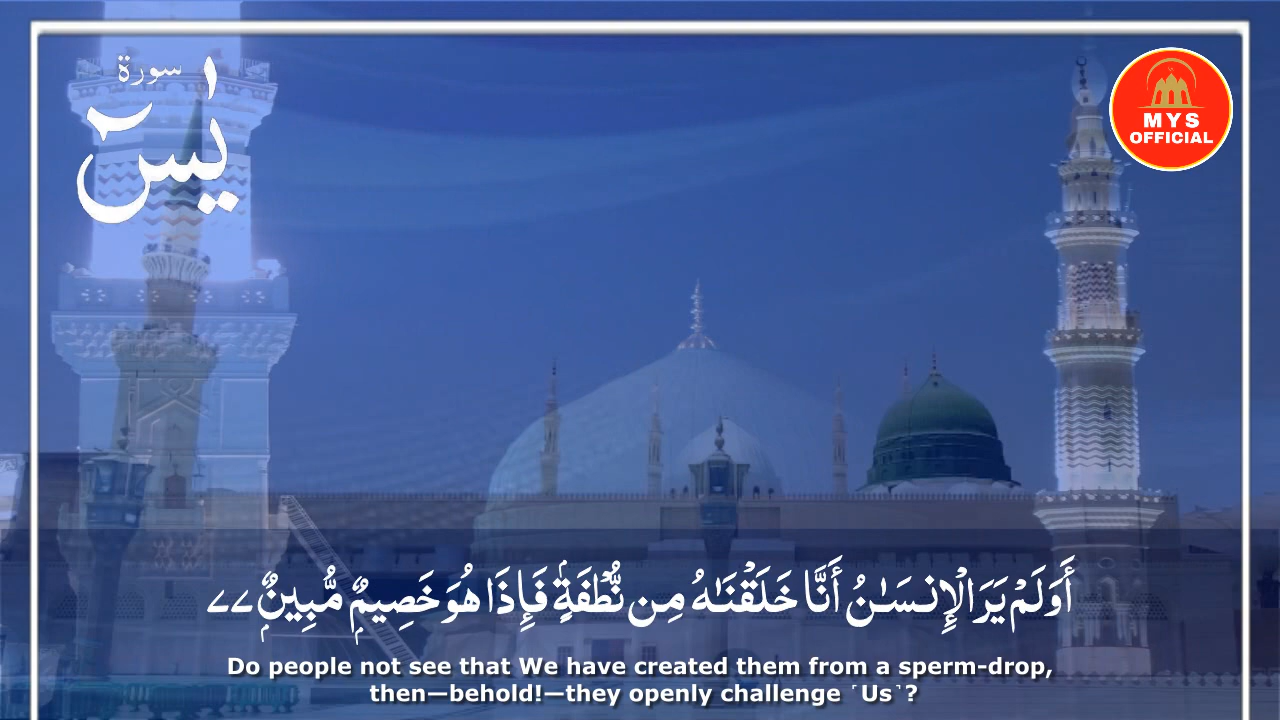 سورة
يٰسٓ
MYS
OFFICIAL
أَوَلَمْ يَرَ ٱلْإِنسَـٰنُ أَنَّا خَلَقْنَـٰهُ مِن نُّطْفَةٍ فَإِذَا هُوَ خَصِيمٌ مُّبِينٌ ٧٧
Do people not see that We have created them from a sperm-drop,
then—behold!—they openly challenge ˹Us˺?